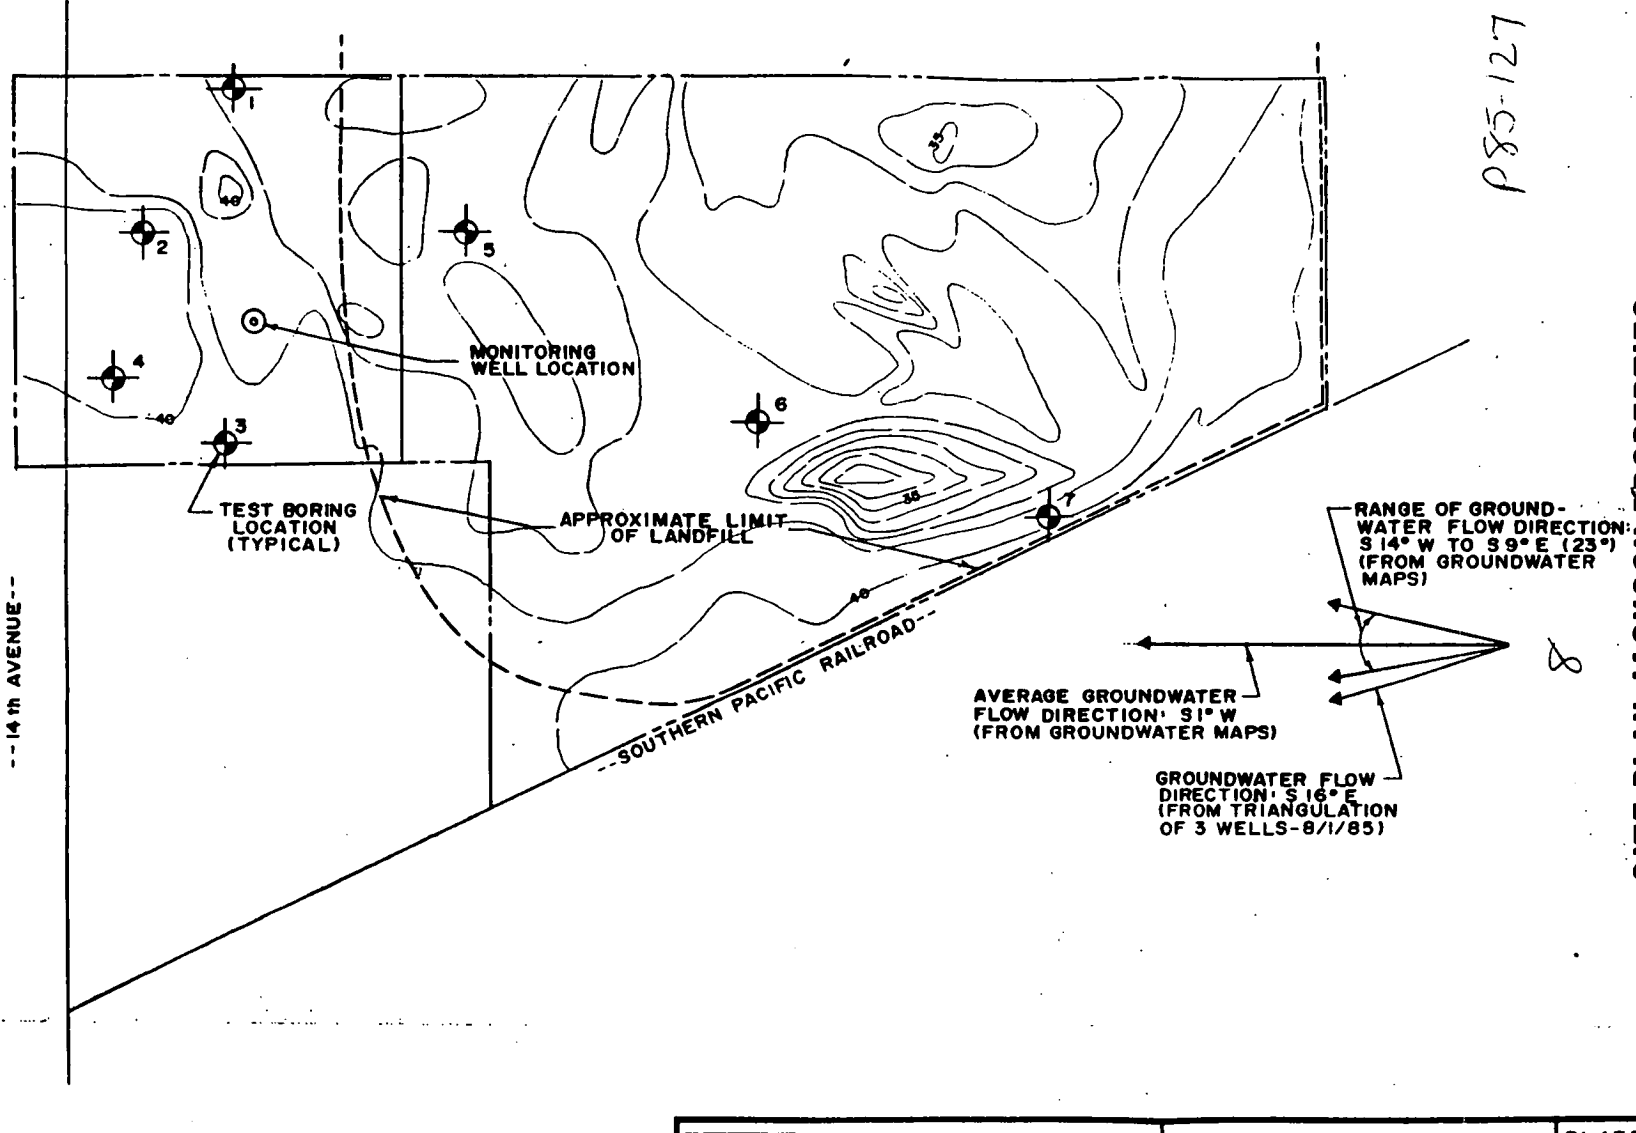 P85-127
1
35
40
2
5
MONITORING
WELL LOCATION
4
40
6
3
35
7
TEST BORING
LOCATION
(TYPICAL)
APPROXIMATE LIMIT
OF LANDFILL
RANGE OF GROUND-
WATER FLOW DIRECTION:
S 14° W TO S 9° E (23°)
(FROM GROUNDWATER
MAPS)
40
--14 th AVENUE--
--SOUTHERN PACIFIC RAILROAD--
8
AVERAGE GROUNDWATER
FLOW DIRECTION: S 1° W
(FROM GROUNDWATER MAPS)
GROUNDWATER FLOW
DIRECTION: S 16° E
(FROM TRIANGULATION
OF 3 WELLS-8/1/85)